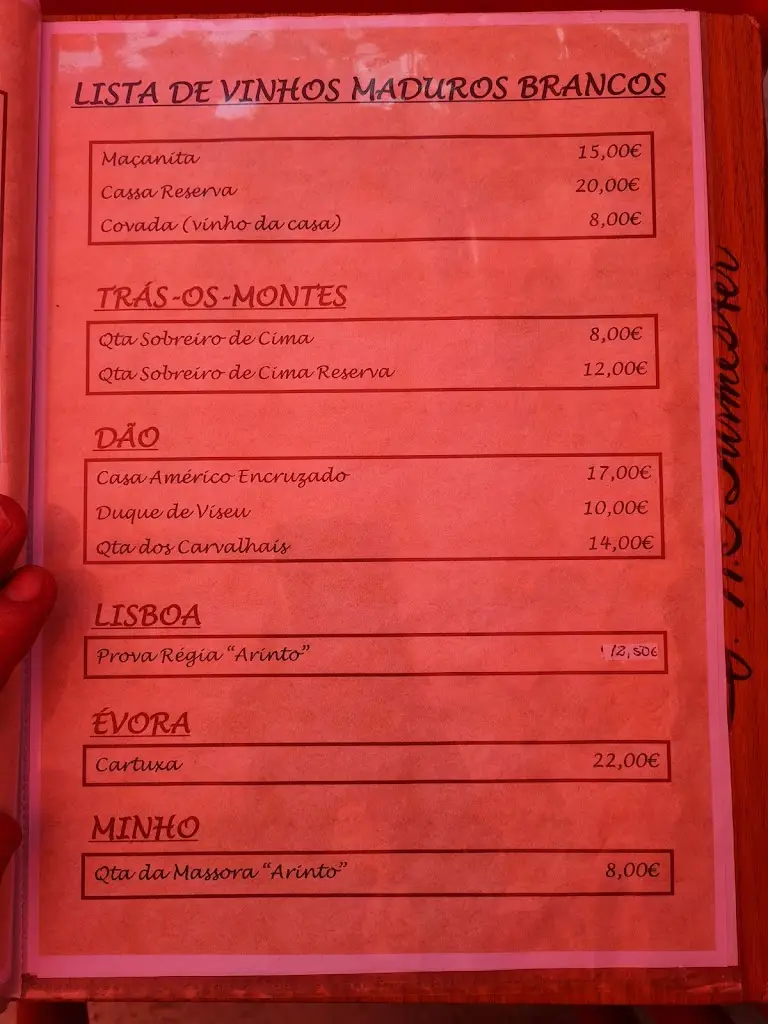 LISTA DE VINHOS MADUROS BRANCOS
Maçanita 15,00€
Cassa Reserva 20,00€
Covada (vinho da casa) 8,00€
TRÁS-OS-MONTES
Qta Sobreiro de Cima 8,00€
Qta Sobreiro de Cima Reserva 12,00€
DÃO
Casa Américo Encruzado 17,00€
Duque de Viseu 10,00€
Qta dos Carvalhais 14,00€
LISBOA
Prova Régia “Arinto” 12,50€
ÉVORA
Cartuxa 22,00€
MINHO
Qta da Massora “Arinto” 8,00€
Burmester